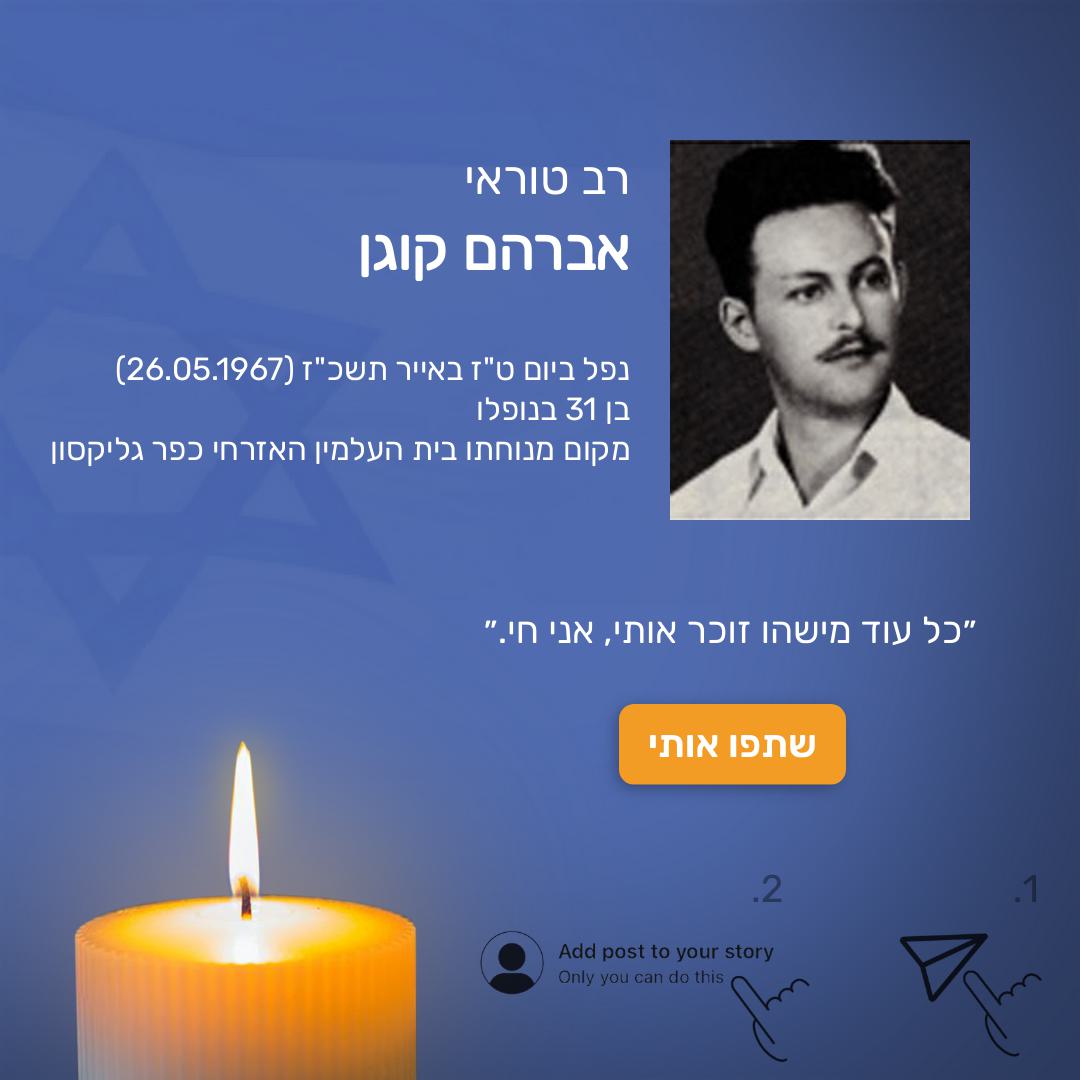 רב טוראי
אברהם קוגן
נפל ביום ט"ז באייר תשכ"ז (26.05.1967)
בן 31 בנופלו
מקום מנוחתו בית העלמין האזרחי כפר גליקסון
״כל עוד מישהו זוכר אותי, אני חי.״
שתפו אותי
.1
.2
Add post to your story
Only you can do this